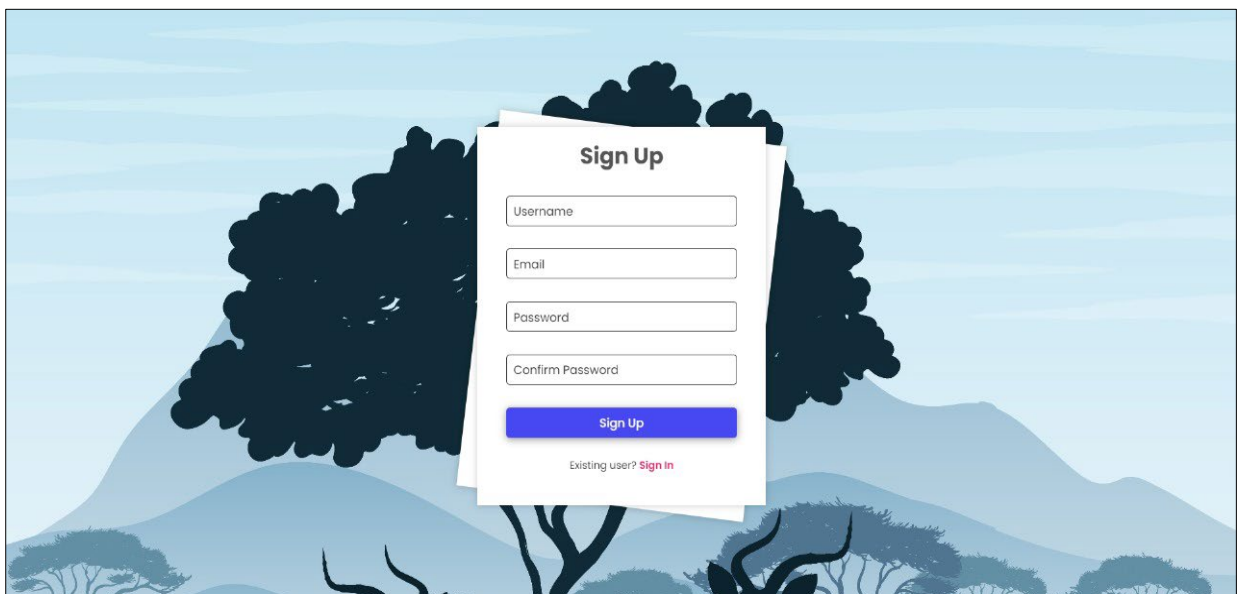 Sign Up
Username
Email
Password
Confirm Password
Sign Up
Existing user? Sign In